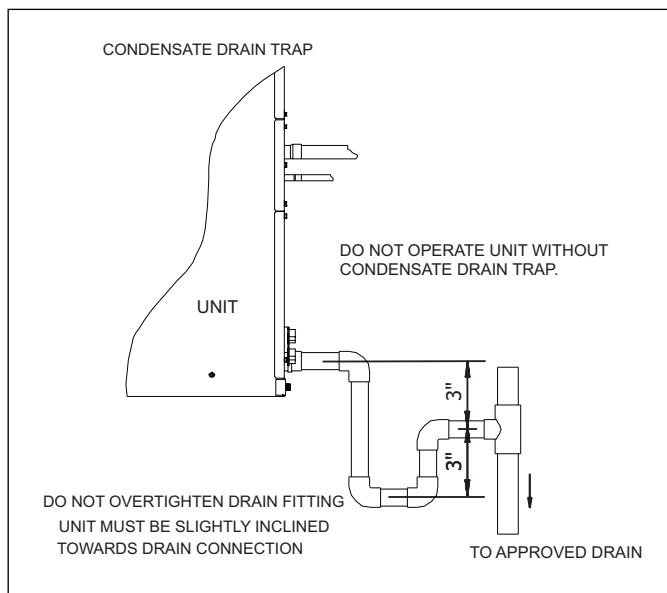 CONDENSATE DRAIN TRAP
DO NOT OPERATE UNIT WITHOUT
CONDENSATE DRAIN TRAP.
UNIT
3"
3"
DO NOT OVERTIGHTEN DRAIN FITTING
UNIT MUST BE SLIGHTLY INCLINED
TOWARDS DRAIN CONNECTION
TO APPROVED DRAIN